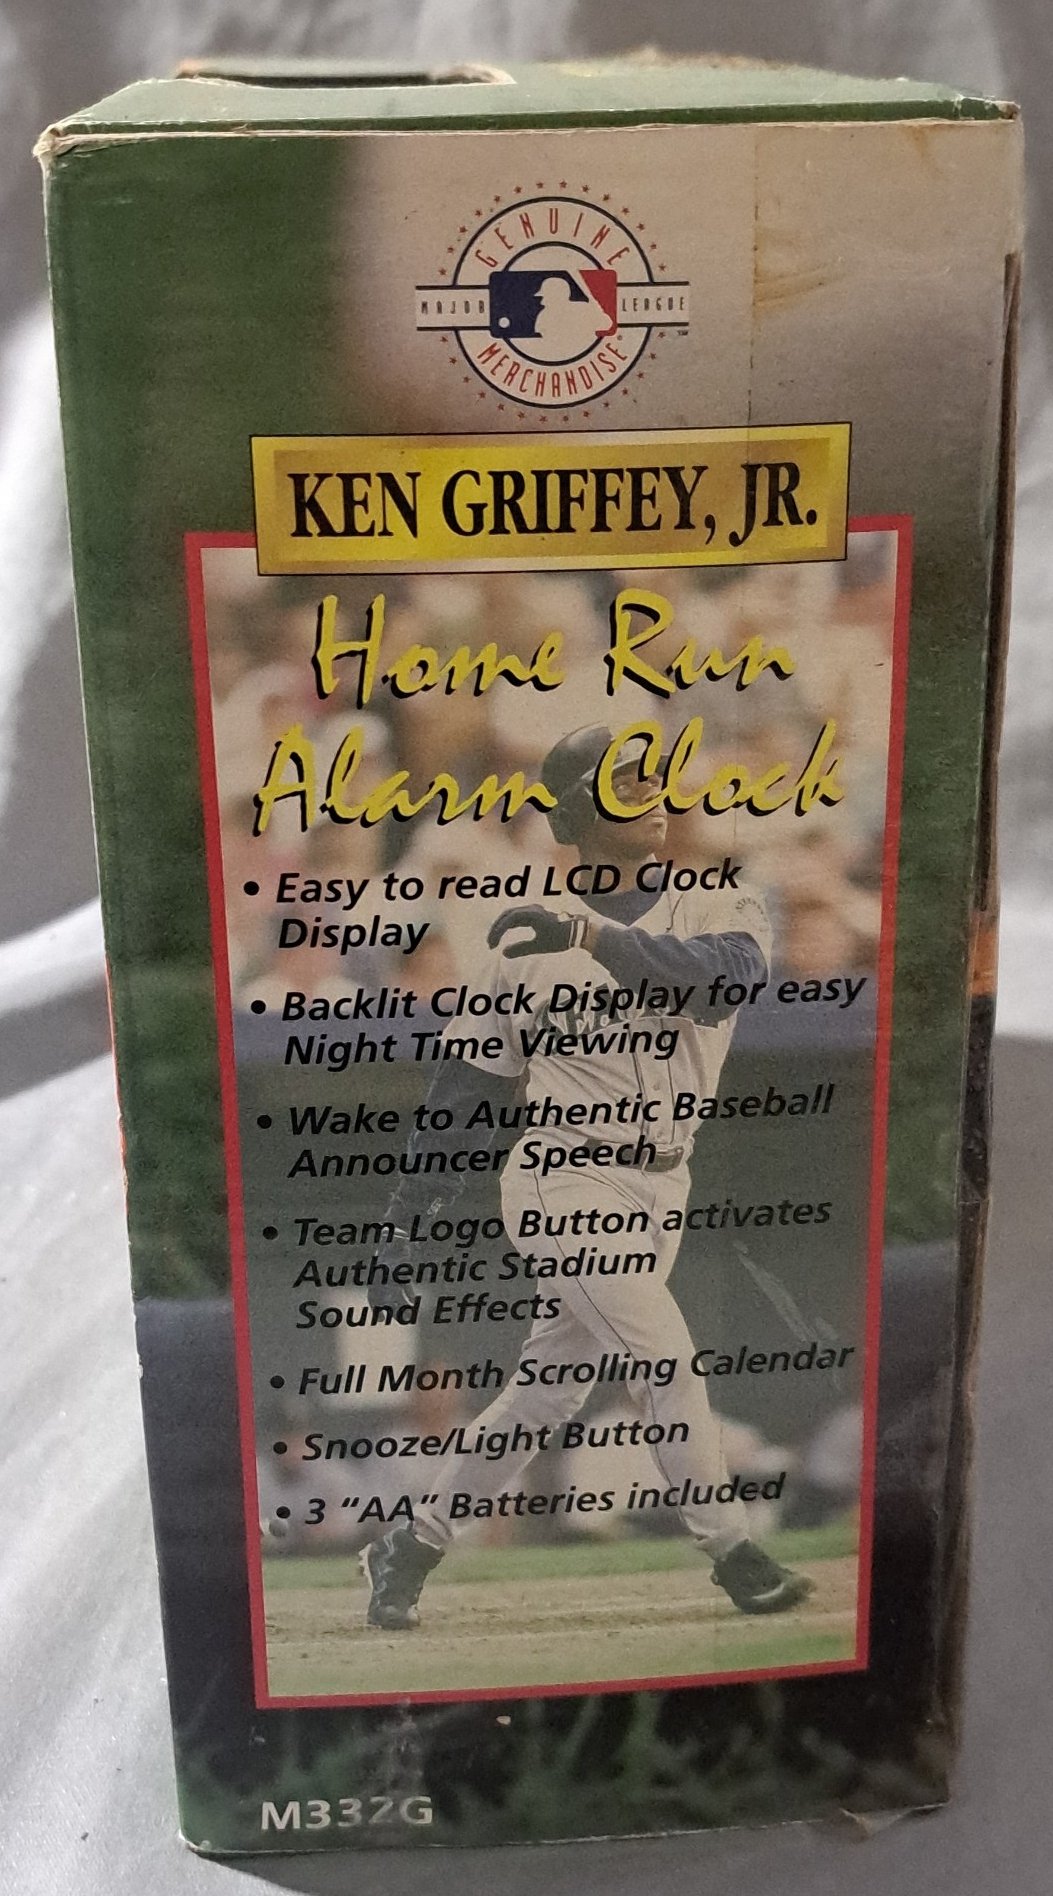 GENUINE
MAJOR LEAGUE
MERCHANDISE
KEN GRIFFEY, JR.
Home Run
Alarm Clock
• Easy to read LCD Clock
Display
• Backlit Clock Display for easy
Night Time Viewing
• Wake to Authentic Baseball
Announcer Speech
• Team Logo Button activates
Authentic Stadium
Sound Effects
• Full Month Scrolling Calendar
• Snooze/Light Button
• 3 “AA” Batteries included
M332G